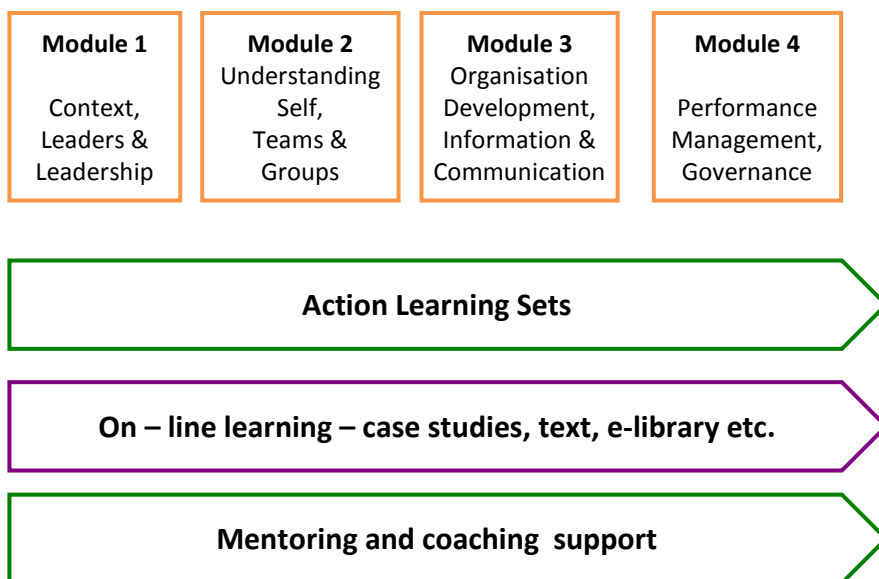 Module 1
Context,
Leaders &
Leadership
Module 2
Understanding
Self,
Teams &
Groups
Module 3
Organisation
Development,
Information &
Communication
Module 4
Performance
Management,
Governance
Action Learning Sets
On – line learning – case studies, text, e-library etc.
Mentoring and coaching  support